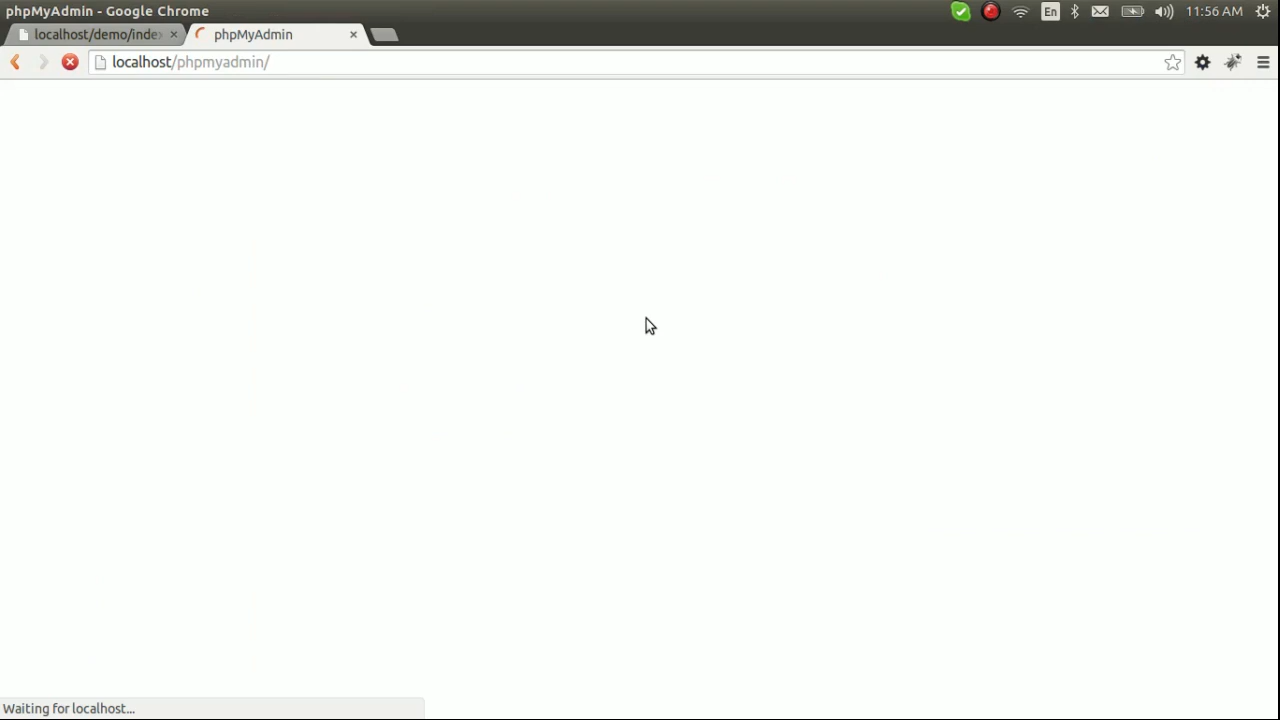 phpMyAdmin - Google Chrome
En
11:56 AM
localhost/demo/inde
phpMyAdmin
localhost/phpmyadmin/
Waiting for localhost...